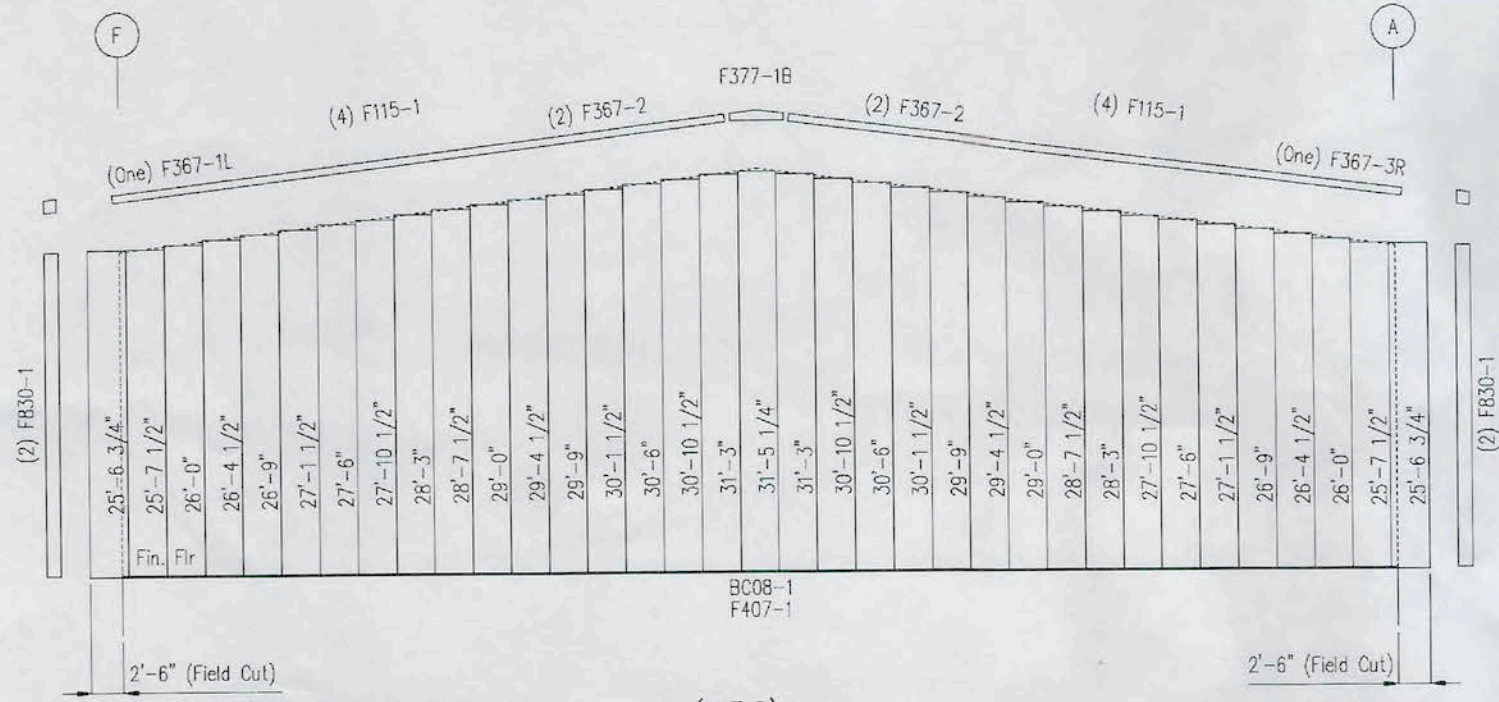 F
A
F377-1B
(4) F115-1
(2) F367-2
(2) F367-2
(4) F115-1
(One) F367-1L
(One) F367-3R
(2) F830-1
25'-6 3/4"
25'-7 1/2"
26'-0"
26'-4 1/2"
26'-9"
27'-1 1/2"
27'-6"
27'-10 1/2"
28'-3"
28'-7 1/2"
29'-0"
29'-4 1/2"
29'-9"
30'-1 1/2"
30'-6"
30'-10 1/2"
31'-3"
31'-5 1/4"
31'-3"
30'-10 1/2"
30'-6"
30'-1 1/2"
29'-9"
29'-4 1/2"
29'-0"
28'-7 1/2"
28'-3"
27'-10 1/2"
27'-6"
27'-1 1/2"
26'-9"
26'-4 1/2"
26'-0"
25'-7 1/2"
25'-6 3/4"
(2) F830-1
Fin. Flr
BC08-1
F407-1
2'-6" (Field Cut)
2'-6" (Field Cut)